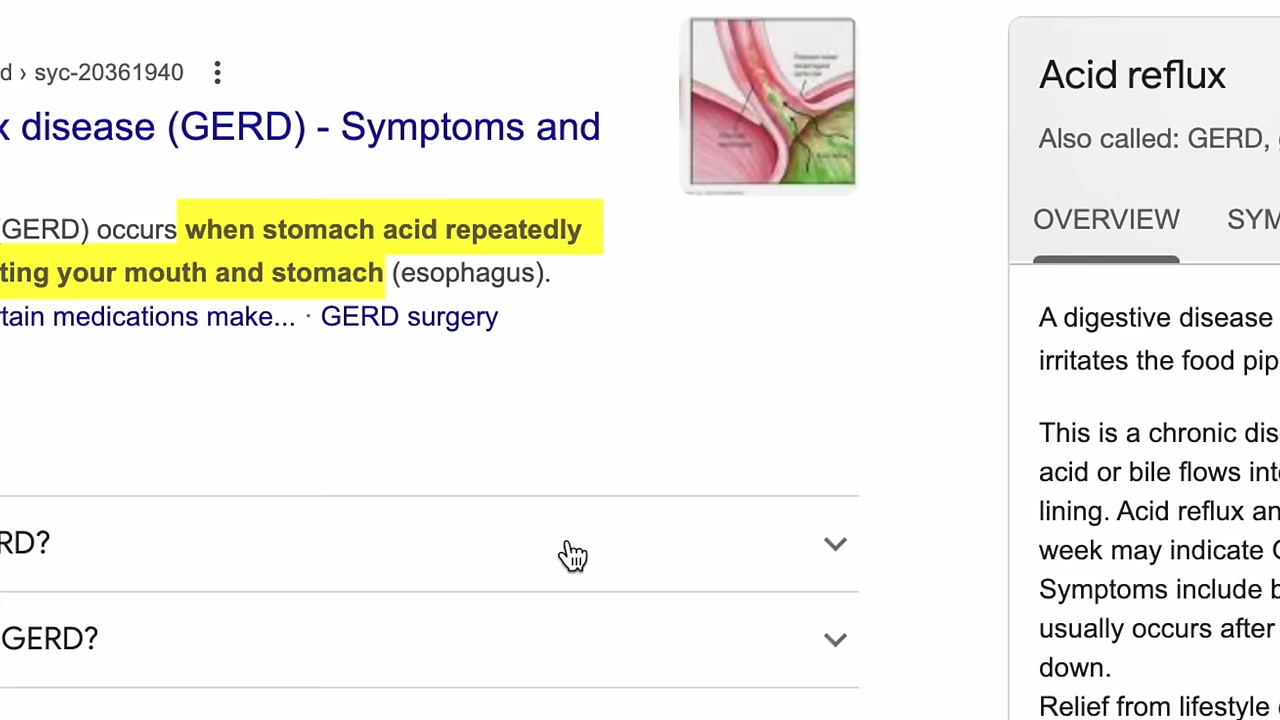 d › syc-20361940
x disease (GERD) - Symptoms and
(GERD) occurs when stomach acid repeatedly
ting your mouth and stomach (esophagus).
tain medications make... · GERD surgery
RD?
GERD?
Acid reflux
Also called: GERD,
OVERVIEW SYM
A digestive disease
irritates the food pip
This is a chronic dis
acid or bile flows int
lining. Acid reflux an
week may indicate
Symptoms include b
usually occurs after
down.
Relief from lifestyle